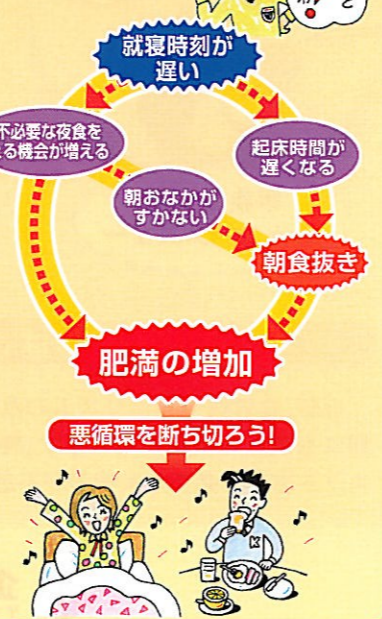 就寝時刻が
遅い
不必要な夜食を
る機会が増える
起床時間が
遅くなる
朝おなかが
すかない
朝食抜き
肥満の増加
悪循環を断ち切ろう!
K